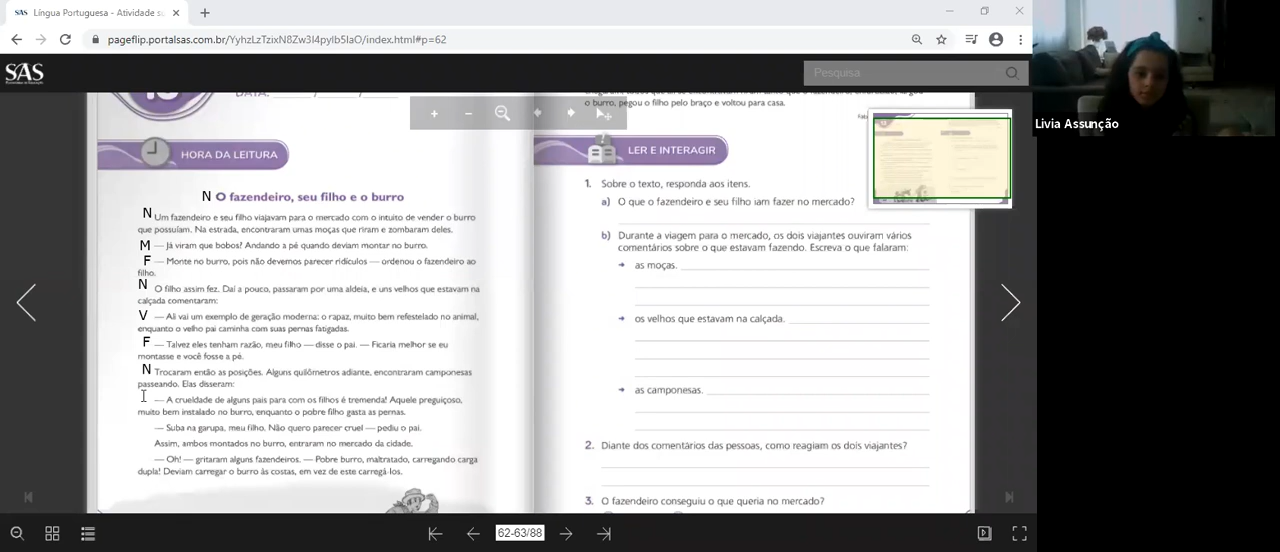 SAS Língua Portuguesa - Atividade su
pageflip.portalsas.com.br/YyhzLzTzixN8Zw3I4pyIb5IaO/index.html#p=62
SAS
Pesquisa
Livia Assunção
DATA:
HORA DA LEITURA
N O fazendeiro, seu filho e o burro
N Um fazendeiro e seu filho viajavam para o mercado com o intuito de vender o burro
que possuíam. Na estrada, encontraram umas moças que riram e zombaram deles.
M — Já viram que bobos? Andando a pé quando deviam montar no burro.
F — Monte no burro, pois não devemos parecer ridículos — ordenou o fazendeiro ao
filho.
N O filho assim fez. Daí a pouco, passaram por uma aldeia, e uns velhos que estavam na
calçada comentaram:
V — Ali vai um exemplo de geração moderna: o rapaz, muito bem refestelado no animal,
enquanto o velho pai caminha com suas pernas fatigadas.
F — Talvez eles tenham razão, meu filho — disse o pai. — Ficaria melhor se eu
montasse e você fosse a pé.
N Trocaram então as posições. Alguns quilômetros adiante, encontraram camponesas
passeando. Elas disseram:
— A crueldade de alguns pais para com os filhos é tremenda! Aquele preguiçoso,
muito bem instalado no burro, enquanto o pobre filho gasta as pernas.
— Suba na garupa, meu filho. Não quero parecer cruel — pediu o pai.
Assim, ambos montados no burro, entraram no mercado da cidade.
— Oh! — gritaram alguns fazendeiros. — Pobre burro, maltratado, carregando carga
dupla! Deviam carregar o burro às costas, em vez de este carregá-los.
o burro, pegou o filho pelo braço e voltou para casa.
LER E INTERAGIR
1. Sobre o texto, responda aos itens.
a) O que o fazendeiro e seu filho iam fazer no mercado?
b) Durante a viagem para o mercado, os dois viajantes ouviram vários
comentários sobre o que estavam fazendo. Escreva o que falaram:
as moças.
os velhos que estavam na calçada.
as camponesas.
2. Diante dos comentários das pessoas, como reagiam os dois viajantes?
3. O fazendeiro conseguiu o que queria no mercado?
62-63/88